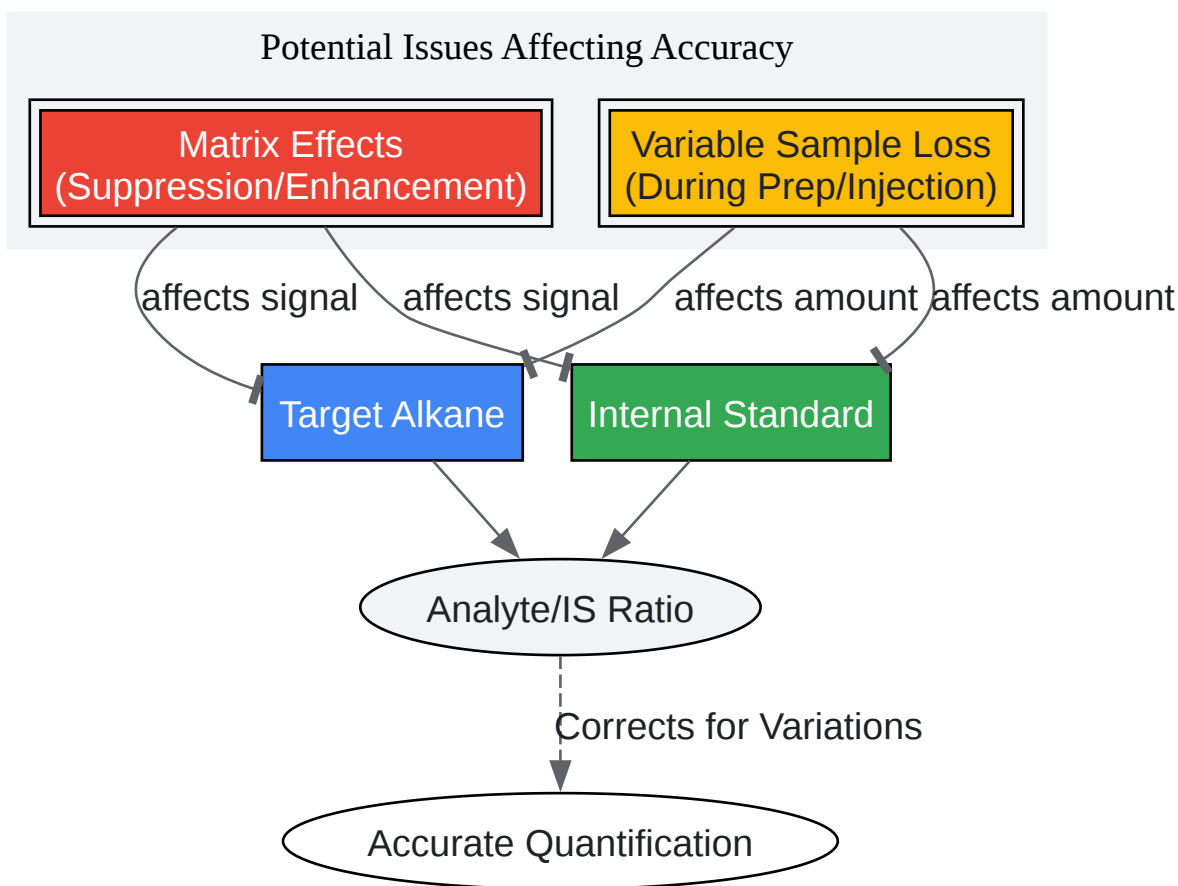 Potential Issues Affecting Accuracy
Matrix Effects
(Suppression/Enhancement)
Variable Sample Loss
(During Prep/Injection)
affects signal
affects signal
affects amount
affects amount
Target Alkane
Internal Standard
Analyte/IS Ratio
Corrects for Variations
Accurate Quantification